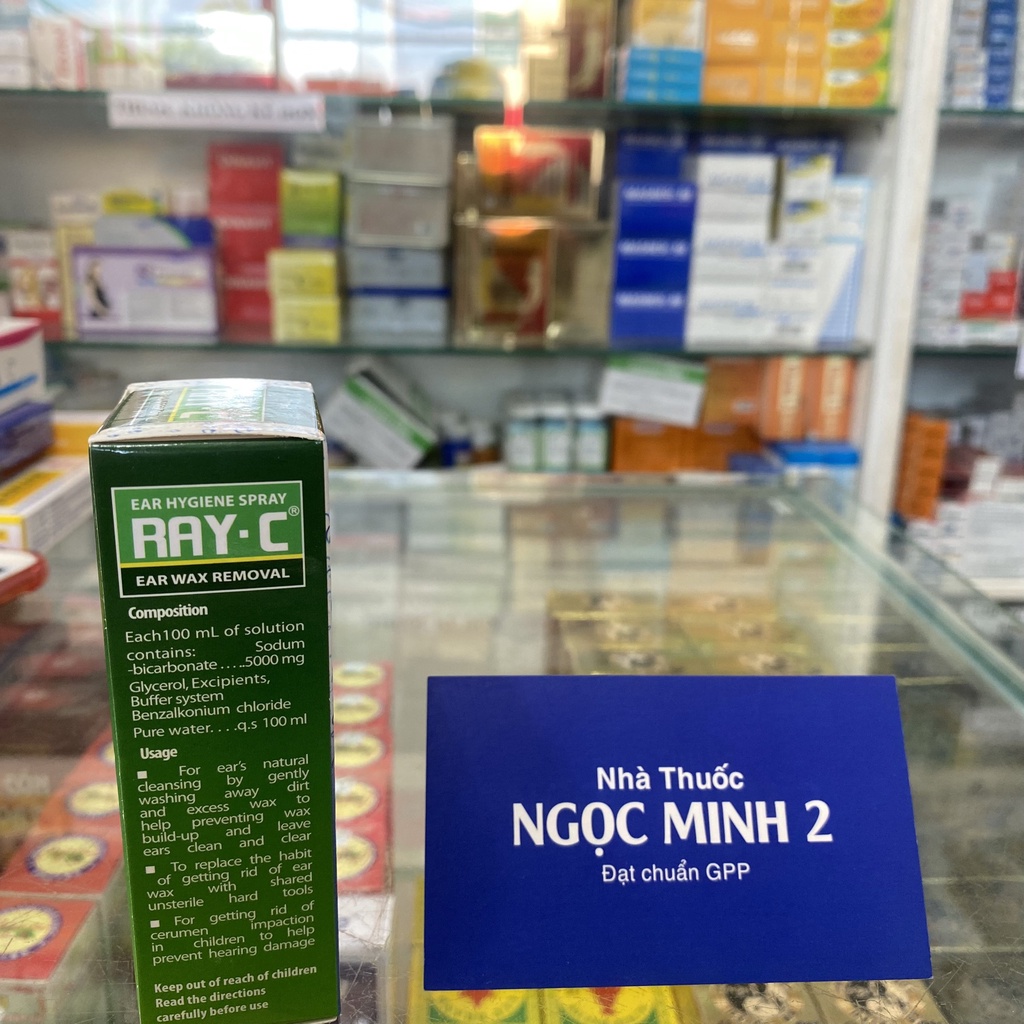 EAR HYGIENE SPRAY
RAY·C®
EAR WAX REMOVAL
Composition
Each100 mL of solution
contains: Sodum
-bicarbonate.....5000 mg
Glycerol, Excipients,
Buffer system
Benzalkonium chloride
Pure water....q.s 100 ml
Usage
■ For ear's natural
cleansing by gently
washing away dirt
and excess wax to
help preventing wax
build-up and leave
ears clean and clear
■ To replace the habit
of getting rid of ear
wax with shared
unsterile hard tools
■ For getting rid of
cerumen impaction
in children to help
prevent hearing damage
Keep out of reach of children
Read the directions
carefully before use
Nhà Thuốc
NGỌC MINH 2
Đạt chuẩn GPP